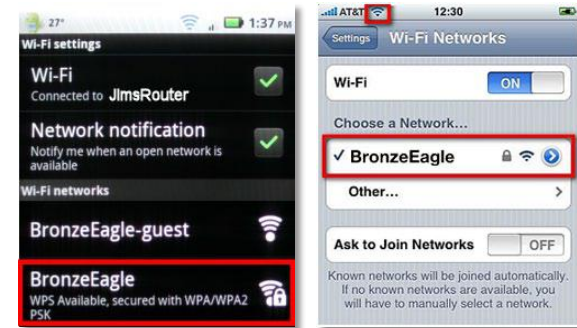 27°
1:37 PM
Wi-Fi settings
Wi-Fi
Connected to JimsRouter
Network notification
Notify me when an open network is
available
Wi-Fi networks
BronzeEagle-guest
BronzeEagle
WPS Available, secured with WPA/WPA2
PSK
AT&T
12:30
Settings
Wi-Fi Networks
Wi-Fi
ON
Choose a Network...
✓ BronzeEagle
Other...
Ask to Join Networks
OFF
Known networks will be joined automatically.
If no known networks are available, you
will have to manually select a network.